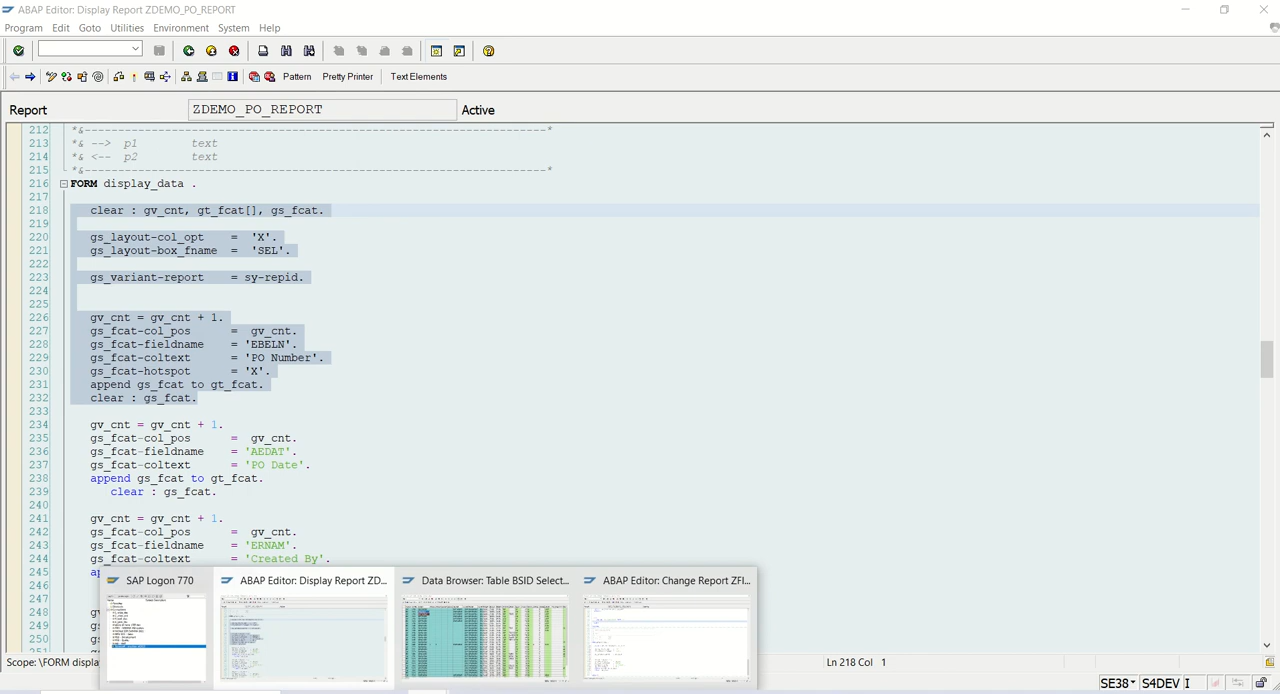 ABAP Editor: Display Report ZDEMO_PO_REPORT
Program Edit Goto Utilities Environment System Help
Pattern Pretty Printer Text Elements
Report ZDEMO_PO_REPORT Active
212 *&---------------------------------------------------------------------*
213 *& --> p1 text
214 *& <-- p2 text
215 *&---------------------------------------------------------------------*
216 FORM display_data .
217
218 clear : gv_cnt, gt_fcat[], gs_fcat.
219
220 gs_layout-col_opt = 'X'.
221 gs_layout-box_fname = 'SEL'.
222
223 gs_variant-report = sy-repid.
224
225
226 gv_cnt = gv_cnt + 1.
227 gs_fcat-col_pos = gv_cnt.
228 gs_fcat-fieldname = 'EBELN'.
229 gs_fcat-coltext = 'PO Number'.
230 gs_fcat-hotspot = 'X'.
231 append gs_fcat to gt_fcat.
232 clear : gs_fcat.
233
234 gv_cnt = gv_cnt + 1.
235 gs_fcat-col_pos = gv_cnt.
236 gs_fcat-fieldname = 'AEDAT'.
237 gs_fcat-coltext = 'PO Date'.
238 append gs_fcat to gt_fcat.
239 clear : gs_fcat.
240
241 gv_cnt = gv_cnt + 1.
242 gs_fcat-col_pos = gv_cnt.
243 gs_fcat-fieldname = 'ERNAM'.
244 gs_fcat-coltext = 'Created By'.
245
246
247
248
249
250
SAP Logon 770
ABAP Editor: Display Report ZD...
Data Browser: Table BSID Select...
ABAP Editor: Change Report ZFI...
Scope: \FORM displa
Ln 218 Col 1
SE38 S4DEV